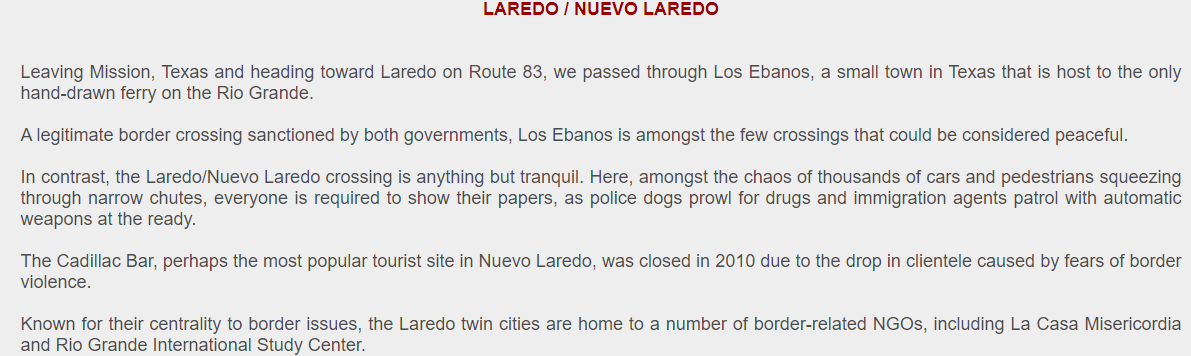 LAREDO / NUEVO LAREDO
Leaving Mission, Texas and heading toward Laredo on Route 83, we passed through Los Ebanos, a small town in Texas that is host to the only
hand-drawn ferry on the Rio Grande.
A legitimate border crossing sanctioned by both governments, Los Ebanos is amongst the few crossings that could be considered peaceful.
In contrast, the Laredo/Nuevo Laredo crossing is anything but tranquil. Here, amongst the chaos of thousands of cars and pedestrians squeezing
through narrow chutes, everyone is required to show their papers, as police dogs prowl for drugs and immigration agents patrol with automatic
weapons at the ready.
The Cadillac Bar, perhaps the most popular tourist site in Nuevo Laredo, was closed in 2010 due to the drop in clientele caused by fears of border
violence.
Known for their centrality to border issues, the Laredo twin cities are home to a number of border-related NGOs, including La Casa Misericordia
and Rio Grande International Study Center.